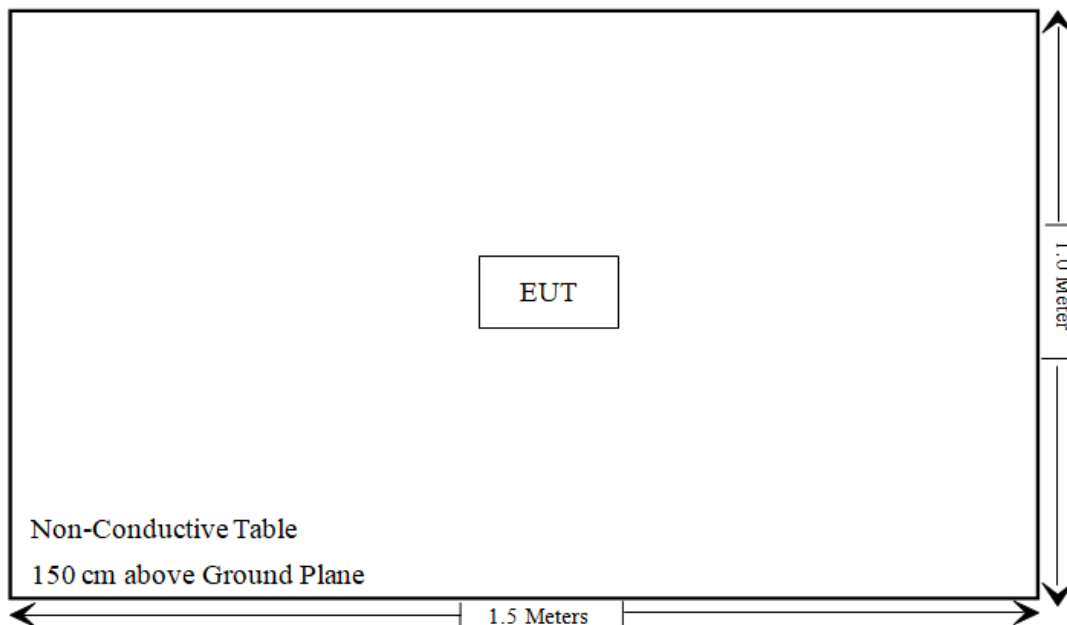 EUT
1.0 Meter
Non-Conductive Table
150 cm above Ground Plane
1.5 Meters